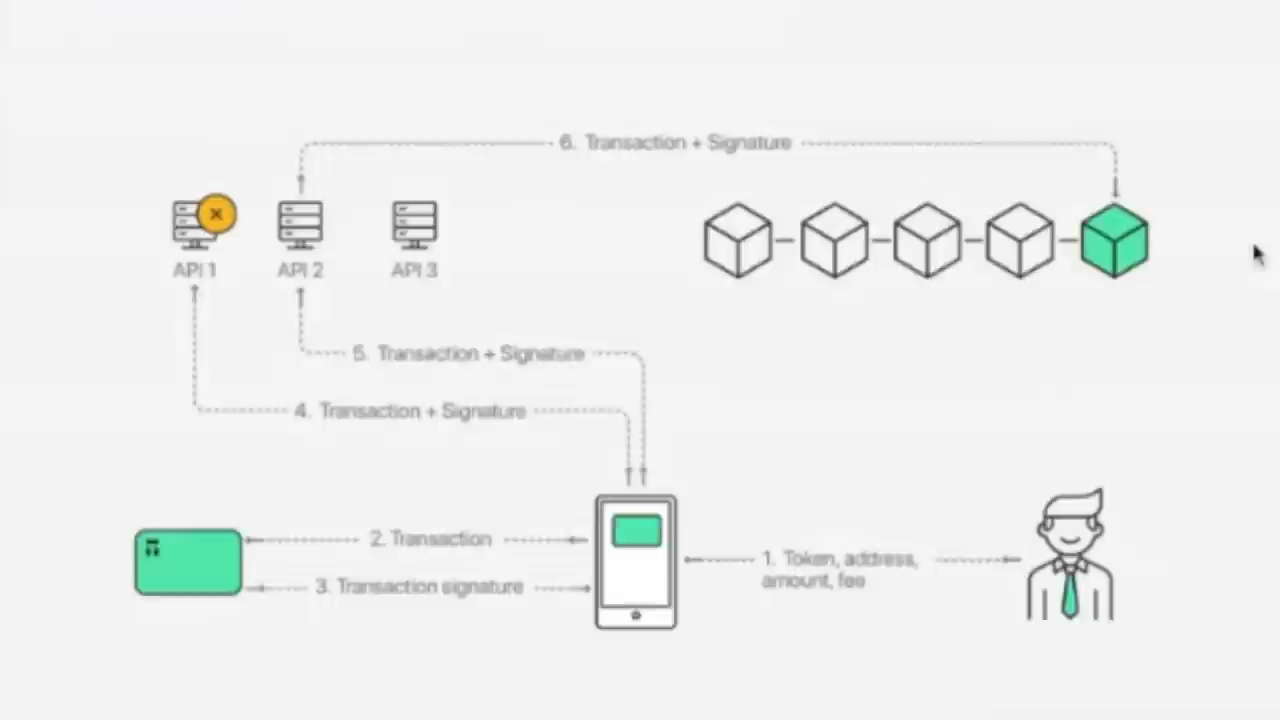 6. Transaction + Signature
API 1
API 2
API 3
5. Transaction + Signature
4. Transaction + Signature
2. Transaction
3. Transaction signature
1. Token, address,
amount, fee